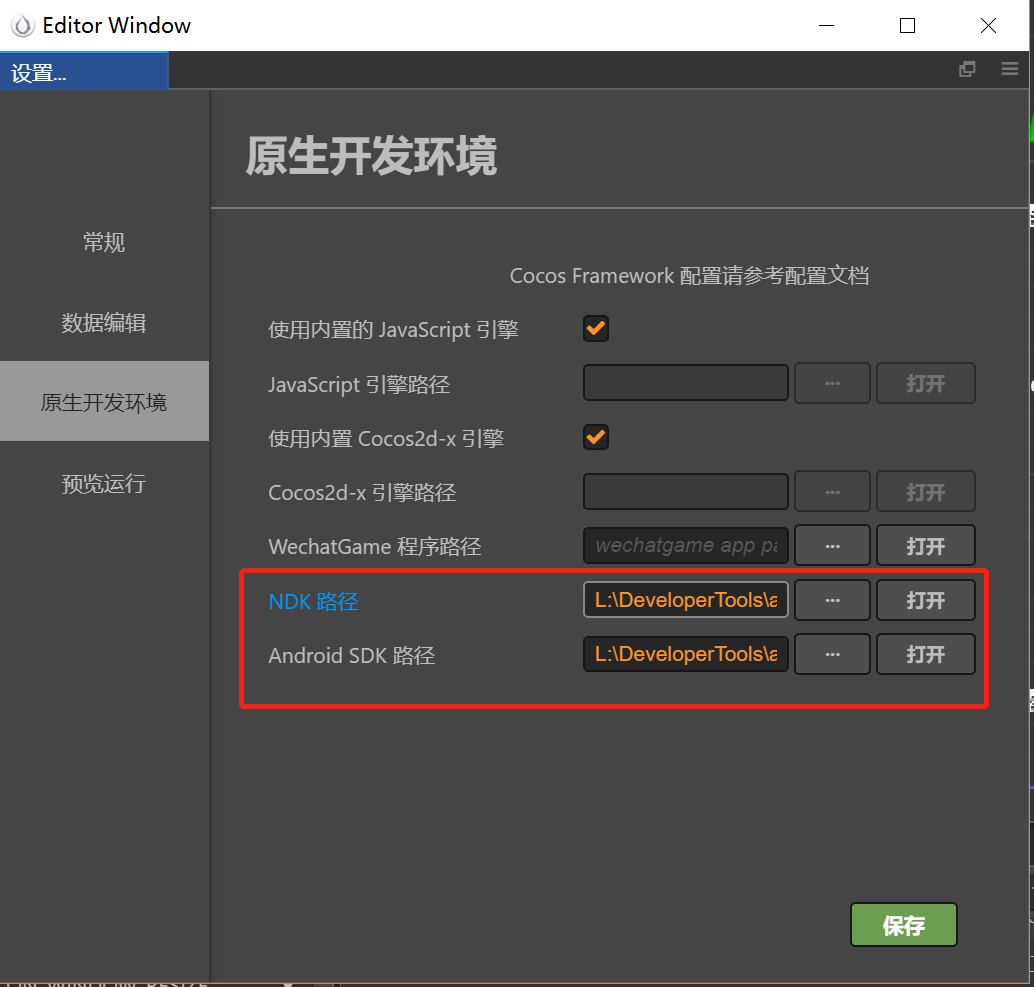 Editor Window
设置...
原生开发环境
常规
数据编辑
原生开发环境
预览运行
Cocos Framework 配置请参考配置文档
使用内置的 JavaScript 引擎
JavaScript 引擎路径 ... 打开
使用内置 Cocos2d-x 引擎
Cocos2d-x 引擎路径 ... 打开
WechatGame 程序路径 wechatgame app pa ... 打开
NDK 路径 L:\DeveloperTools\a ... 打开
Android SDK 路径 L:\DeveloperTools\a ... 打开
保存